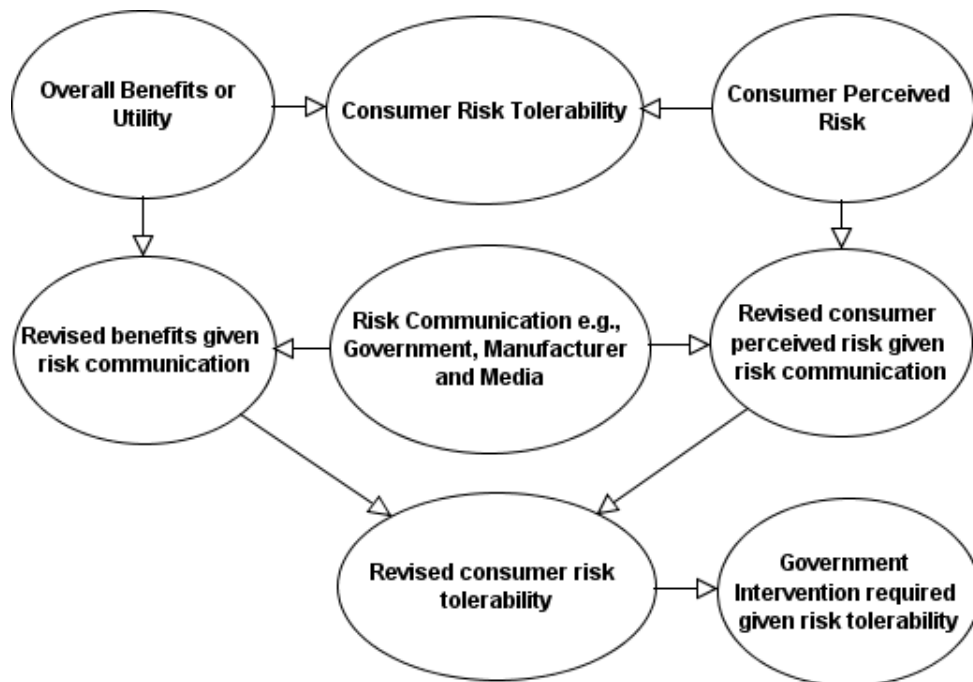 Overall Benefits or
Utility
Consumer Risk Tolerability
Consumer Perceived
Risk
Revised benefits given
risk communication
Risk Communication e.g.,
Government, Manufacturer
and Media
Revised consumer
perceived risk given
risk communication
Revised consumer risk
tolerability
Government
Intervention required
given risk tolerability